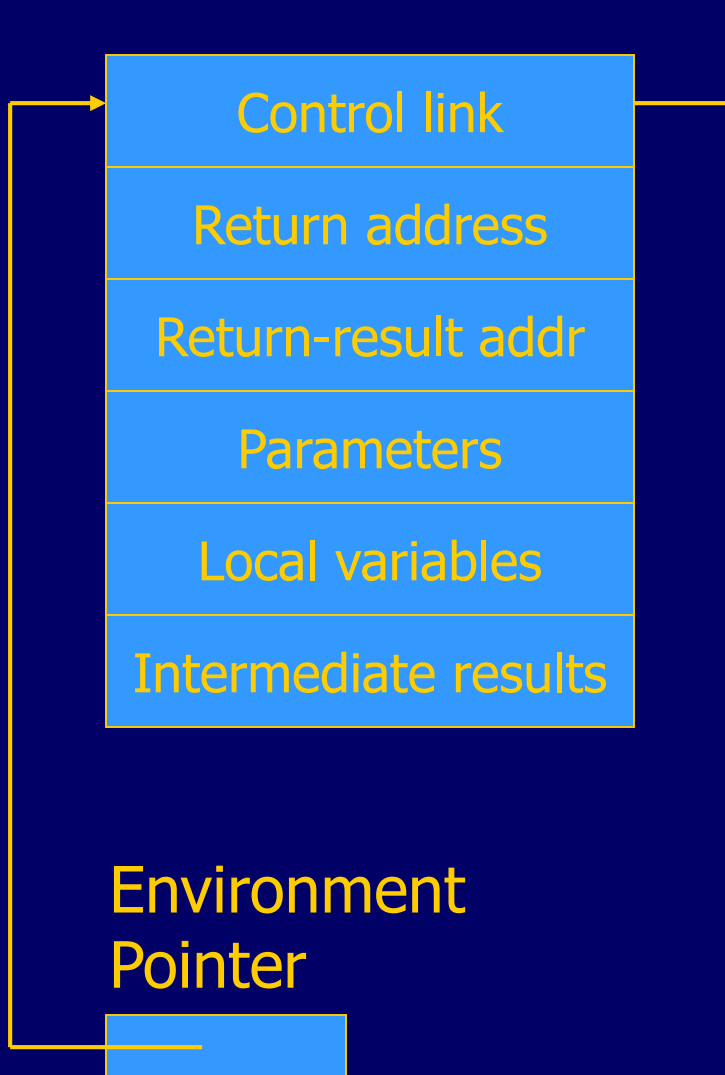 Control link
Return address
Return-result addr
Parameters
Local variables
Intermediate results
Environment
Pointer